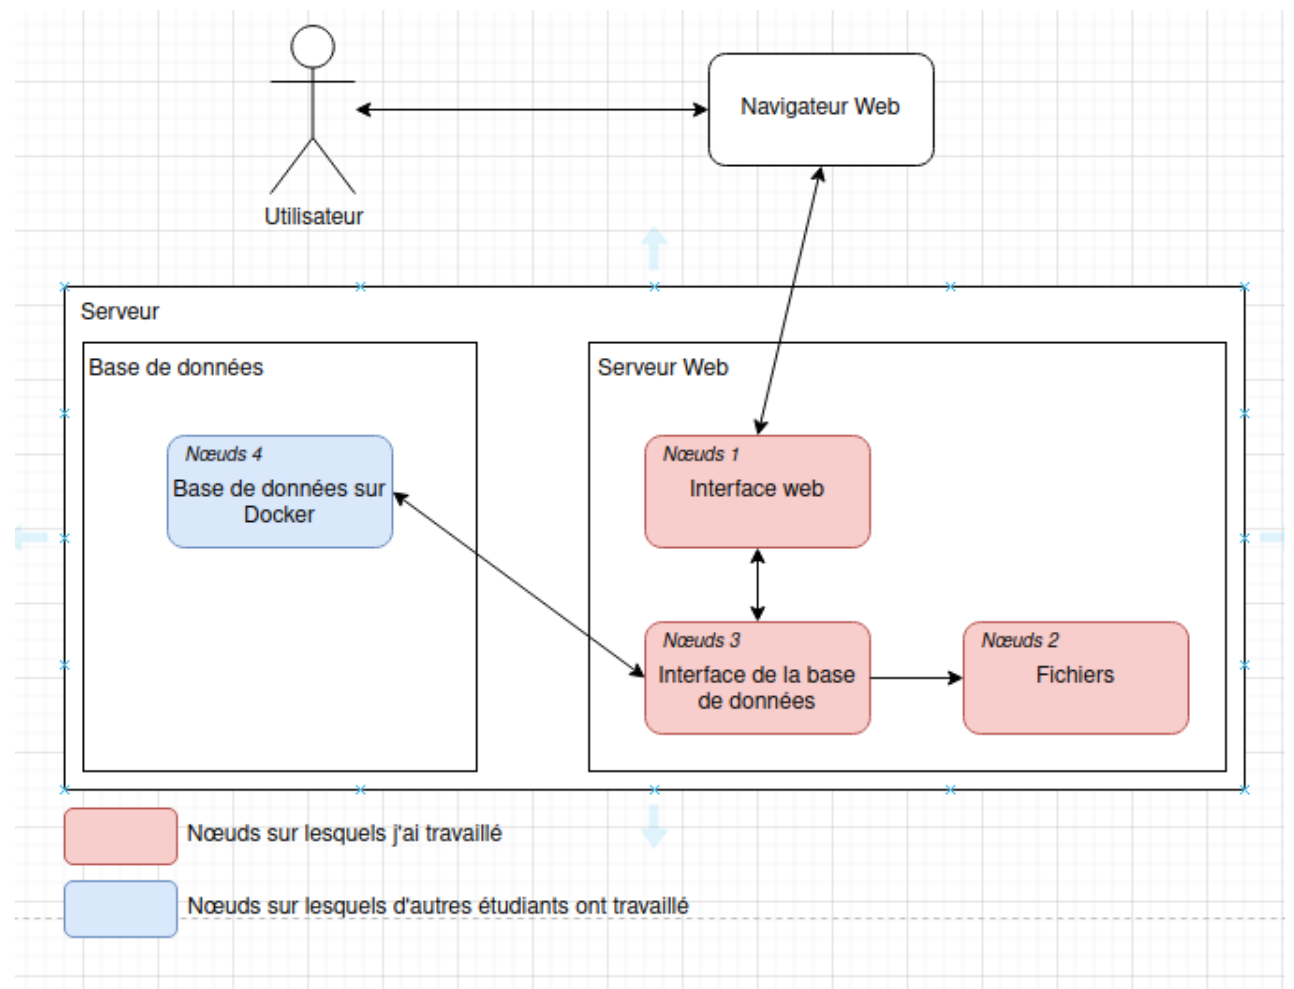 Navigateur Web
Utilisateur
Serveur
Base de données
Nœuds 4
Base de données sur
Docker
Serveur Web
Nœuds 1
Interface web
Nœuds 3
Interface de la base
de données
Nœuds 2
Fichiers
Nœuds sur lesquels j'ai travaillé
Nœuds sur lesquels d'autres étudiants ont travaillé